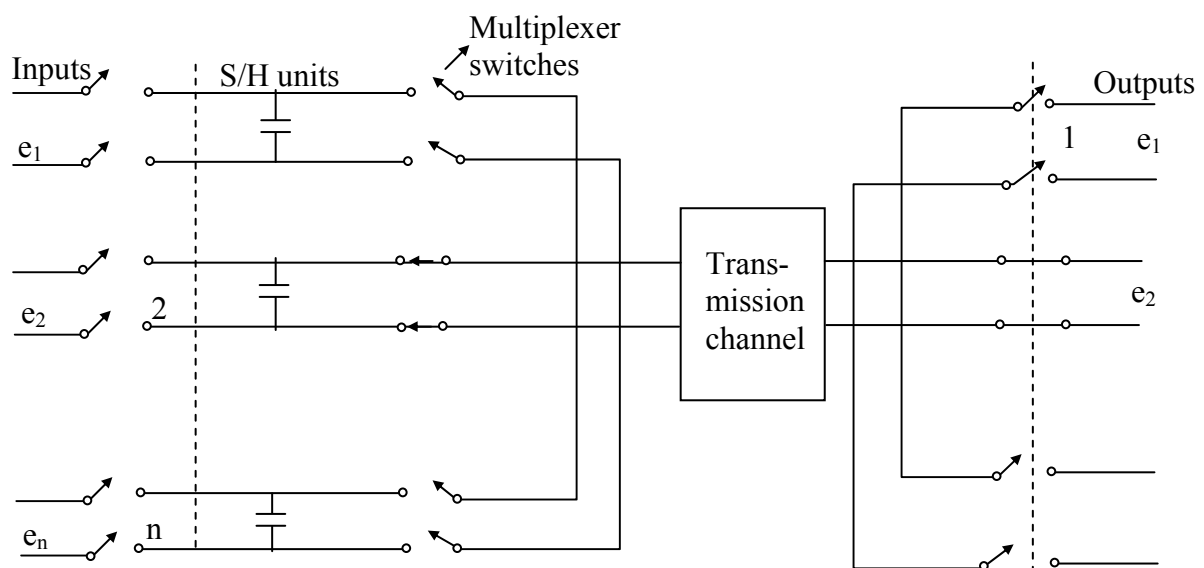 Inputs
S/H units
Multiplexer
switches
Outputs
e₁
1
e₁
e₂
2
Trans-
mission
channel
e₂
eₙ
n